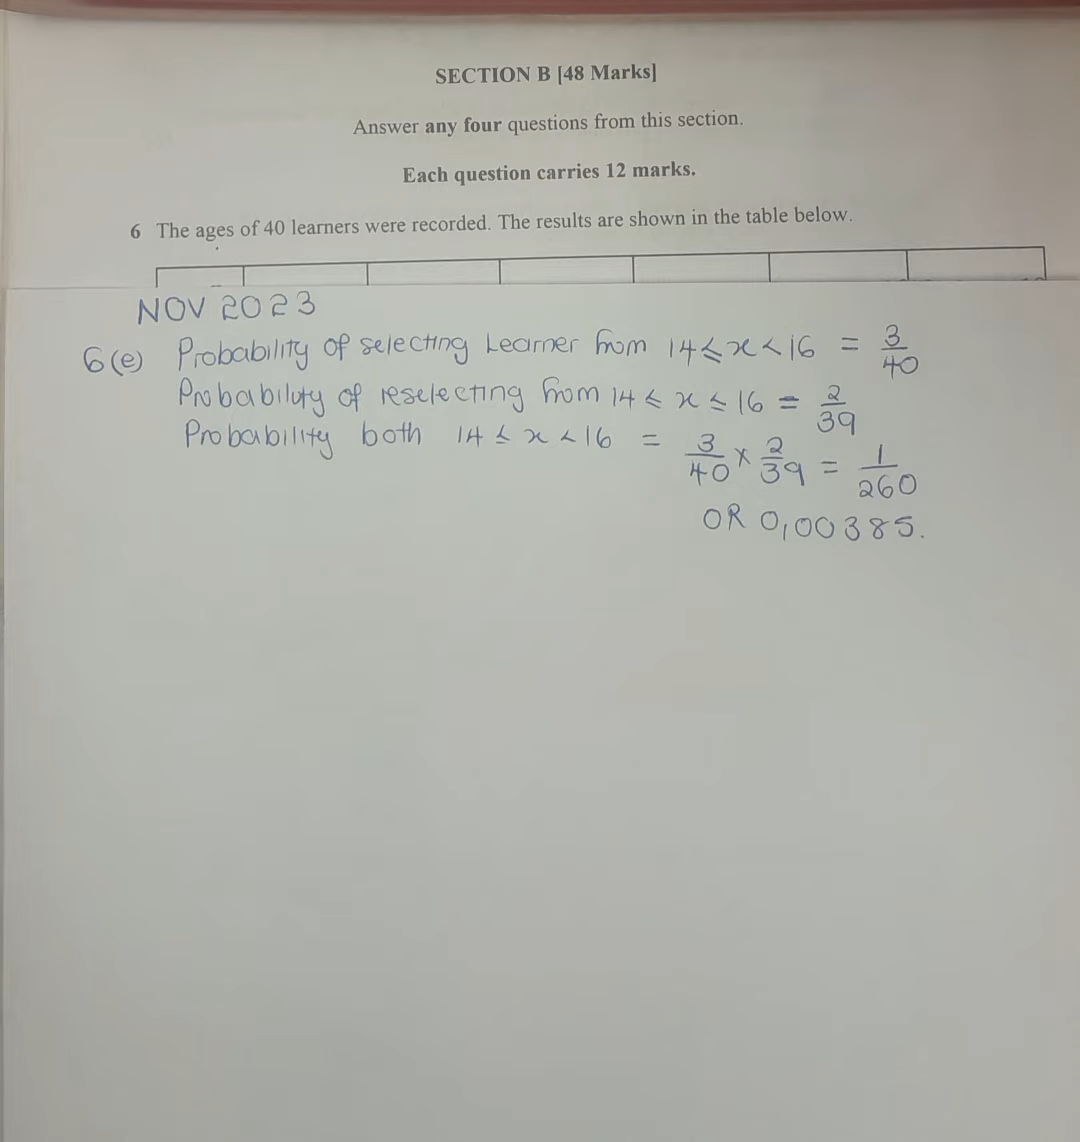 SECTION B [48 Marks]
Answer any four questions from this section.
Each question carries 12 marks.
6 The ages of 40 learners were recorded. The results are shown in the table below.
NOV 2023
6(e) Probability of selecting Learner from 14 ≤ x < 16 = 3/40
Probability of reselecting from 14 ≤ x ≤ 16 = 2/39
Probability both 14 ≤ x < 16 = 3/40 × 2/39 = 1/260
OR 0,00385.